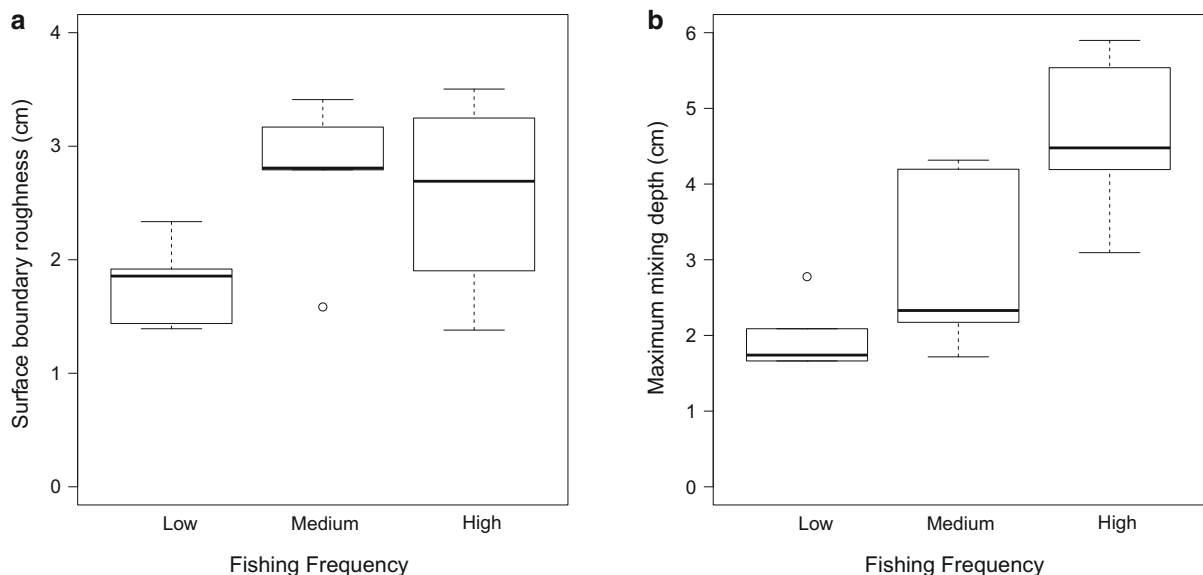 a
Surface boundary roughness (cm)
4
3
2
1
0
Low Medium High
Fishing Frequency
b
Maximum mixing depth (cm)
6
5
4
3
2
1
0
Low Medium High
Fishing Frequency